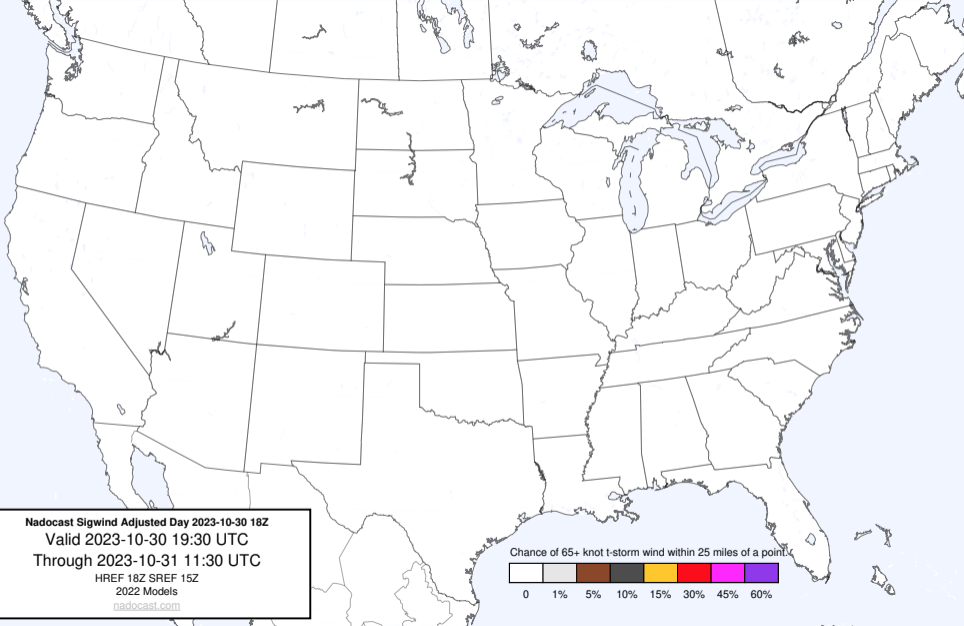 Nadocast Sigwind Adjusted Day 2023-10-30 18Z
Valid 2023-10-30 19:30 UTC
Through 2023-10-31 11:30 UTC
HREF 18Z SREF 15Z
2022 Models
nadocast.com
Chance of 65+ knot t-storm wind within 25 miles of a point.
0 1% 5% 10% 15% 30% 45% 60%